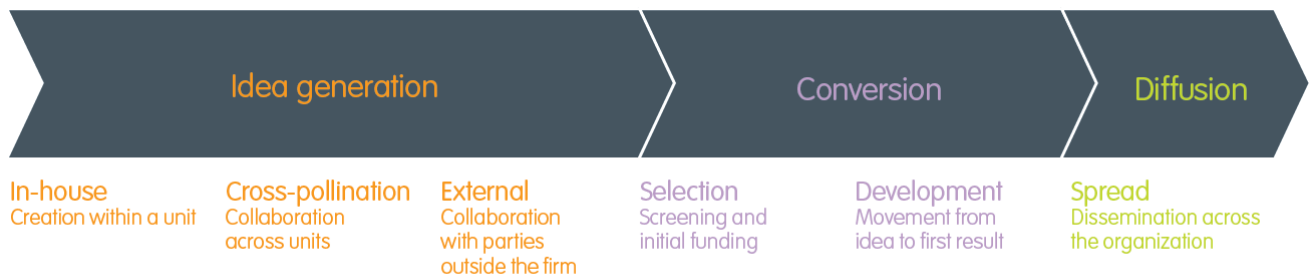 Idea generation
Conversion
Diffusion
In-house
Creation within a unit
Cross-pollination
Collaboration
across units
External
Collaboration
with parties
outside the firm
Selection
Screening and
initial funding
Development
Movement from
idea to first result
Spread
Dissemination across
the organization